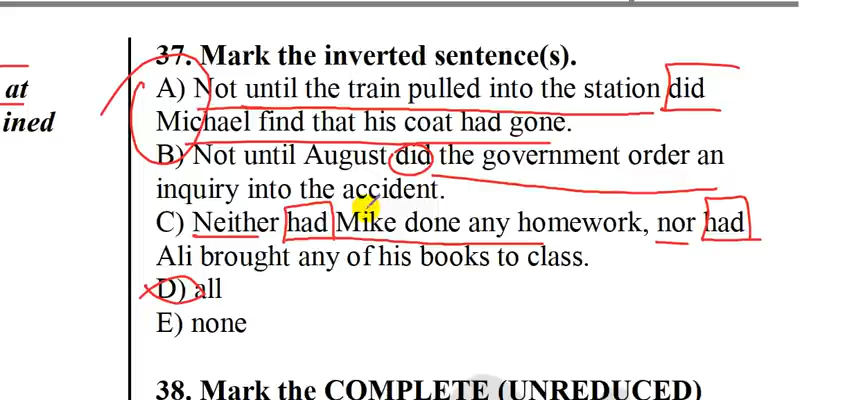 at
ined
37. Mark the inverted sentence(s).
A) Not until the train pulled into the station did
Michael find that his coat had gone.
B) Not until August did the government order an
inquiry into the accident.
C) Neither had Mike done any homework, nor had
Ali brought any of his books to class.
D) all
E) none
38. Mark the COMPLETE (UNREDUCED)